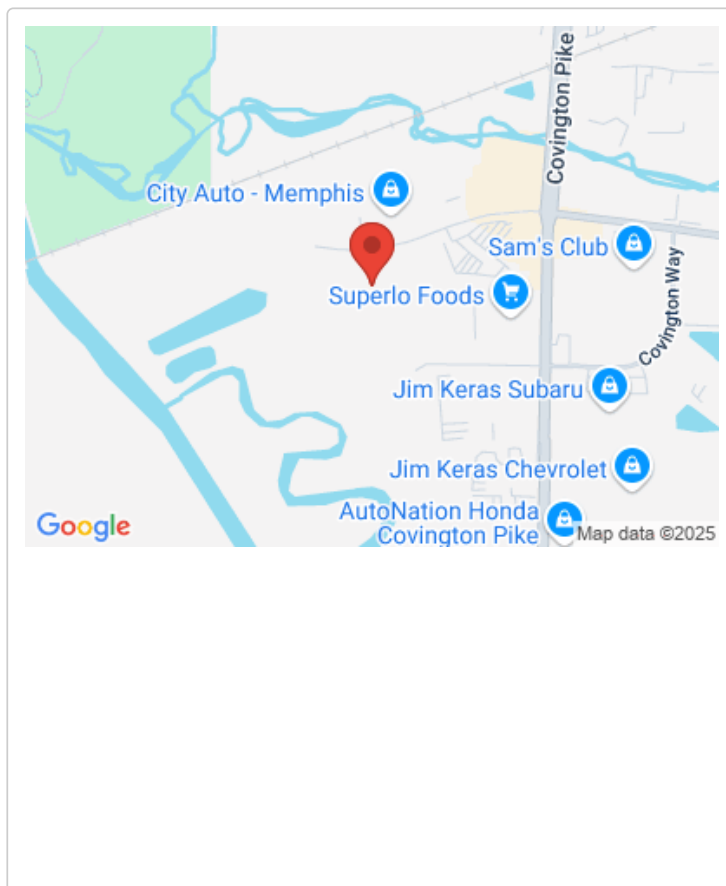 Covington Pike
City Auto - Memphis
Sam's Club
Superlo Foods
Covington Way
Jim Keras Subaru
Jim Keras Chevrolet
AutoNation Honda
Covington Pike
Google
Map data ©2025